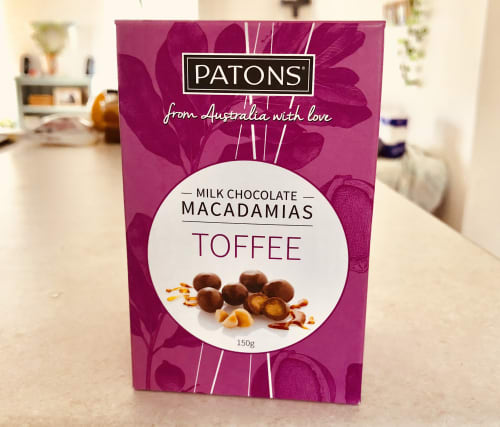 PATONS®
from Australia with love
MILK CHOCOLATE
MACADAMIAS
TOFFEE
150g